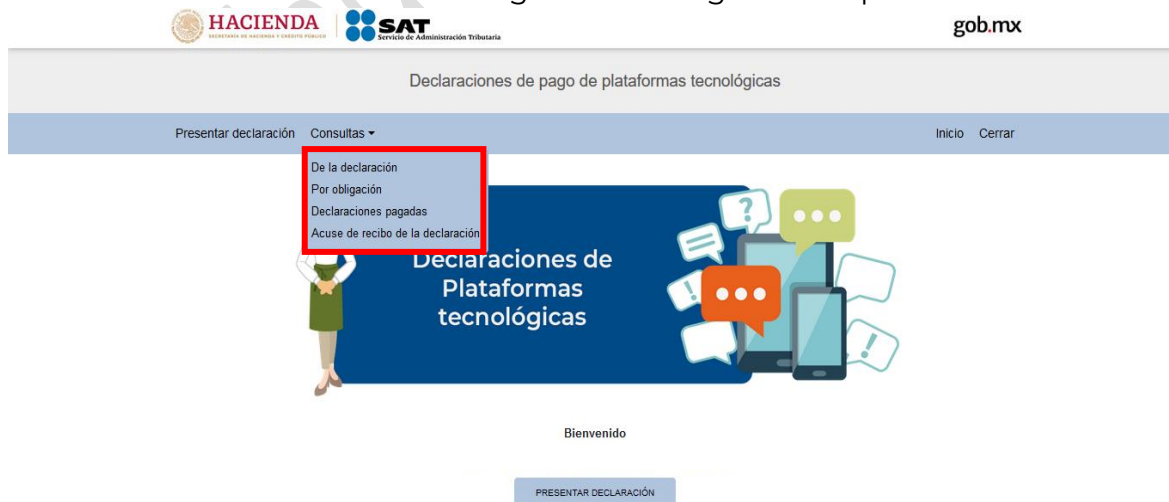 HACIENDA
SECRETARÍA DE HACIENDA Y CRÉDITO PÚBLICO
SAT
Servicio de Administración Tributaria
gob.mx
Declaraciones de pago de plataformas tecnológicas
Presentar declaración Consultas Inicio Cerrar
De la declaración
Por obligación
Declaraciones pagadas
Acuse de recibo de la declaración
Declaraciones de
Plataformas
tecnológicas
Bienvenido
PRESENTAR DECLARACIÓN